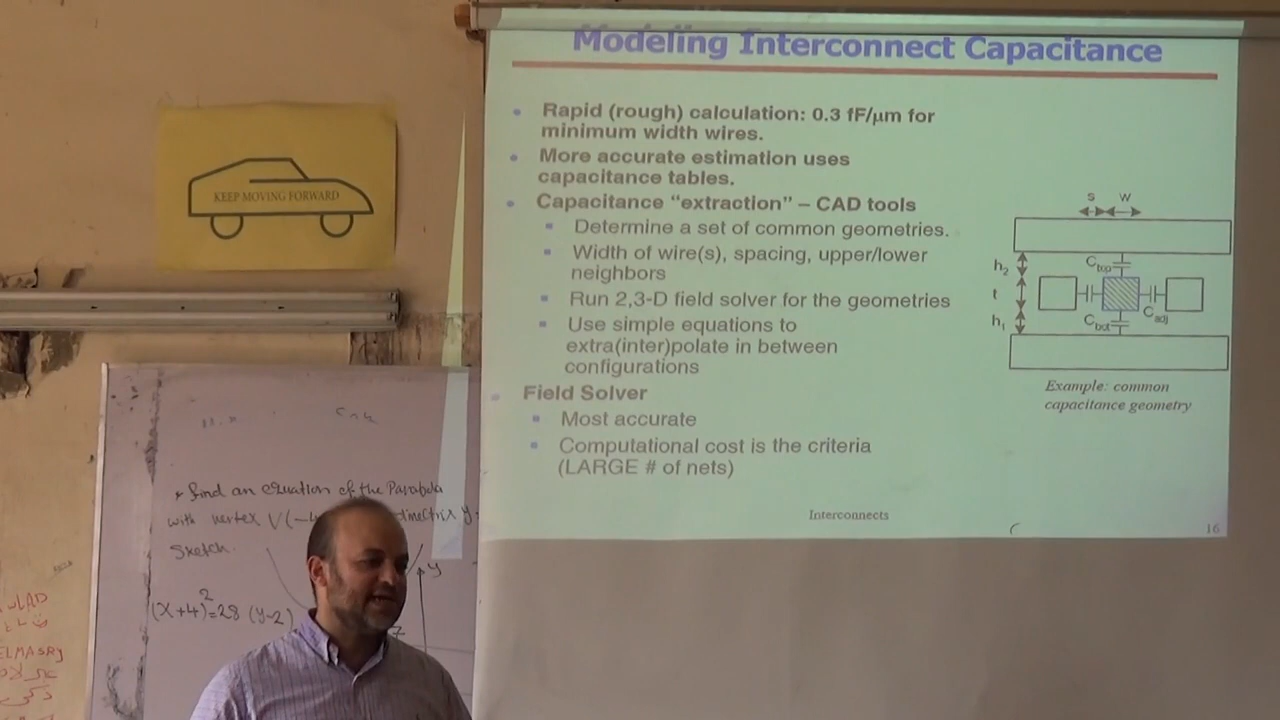 Modeling Interconnect Capacitance
• Rapid (rough) calculation: 0.3 fF/μm for
minimum width wires.
• More accurate estimation uses
capacitance tables.
• Capacitance “extraction” – CAD tools
▪ Determine a set of common geometries.
▪ Width of wire(s), spacing, upper/lower
neighbors
▪ Run 2,3-D field solver for the geometries
▪ Use simple equations to
extra(inter)polate in between
configurations
▪ Field Solver
▪ Most accurate
▪ Computational cost is the criteria
(LARGE # of nets)
s w
h2
Ctop
t
h1
Cbot
Cadj
Example: common
capacitance geometry
Interconnects
16
KEEP MOVING FORWARD
* find an equation of the Parabola
with vertex V(-4
directrix y
Sketch.
(X+4)²=28 (y-2)
y
ELMASRY